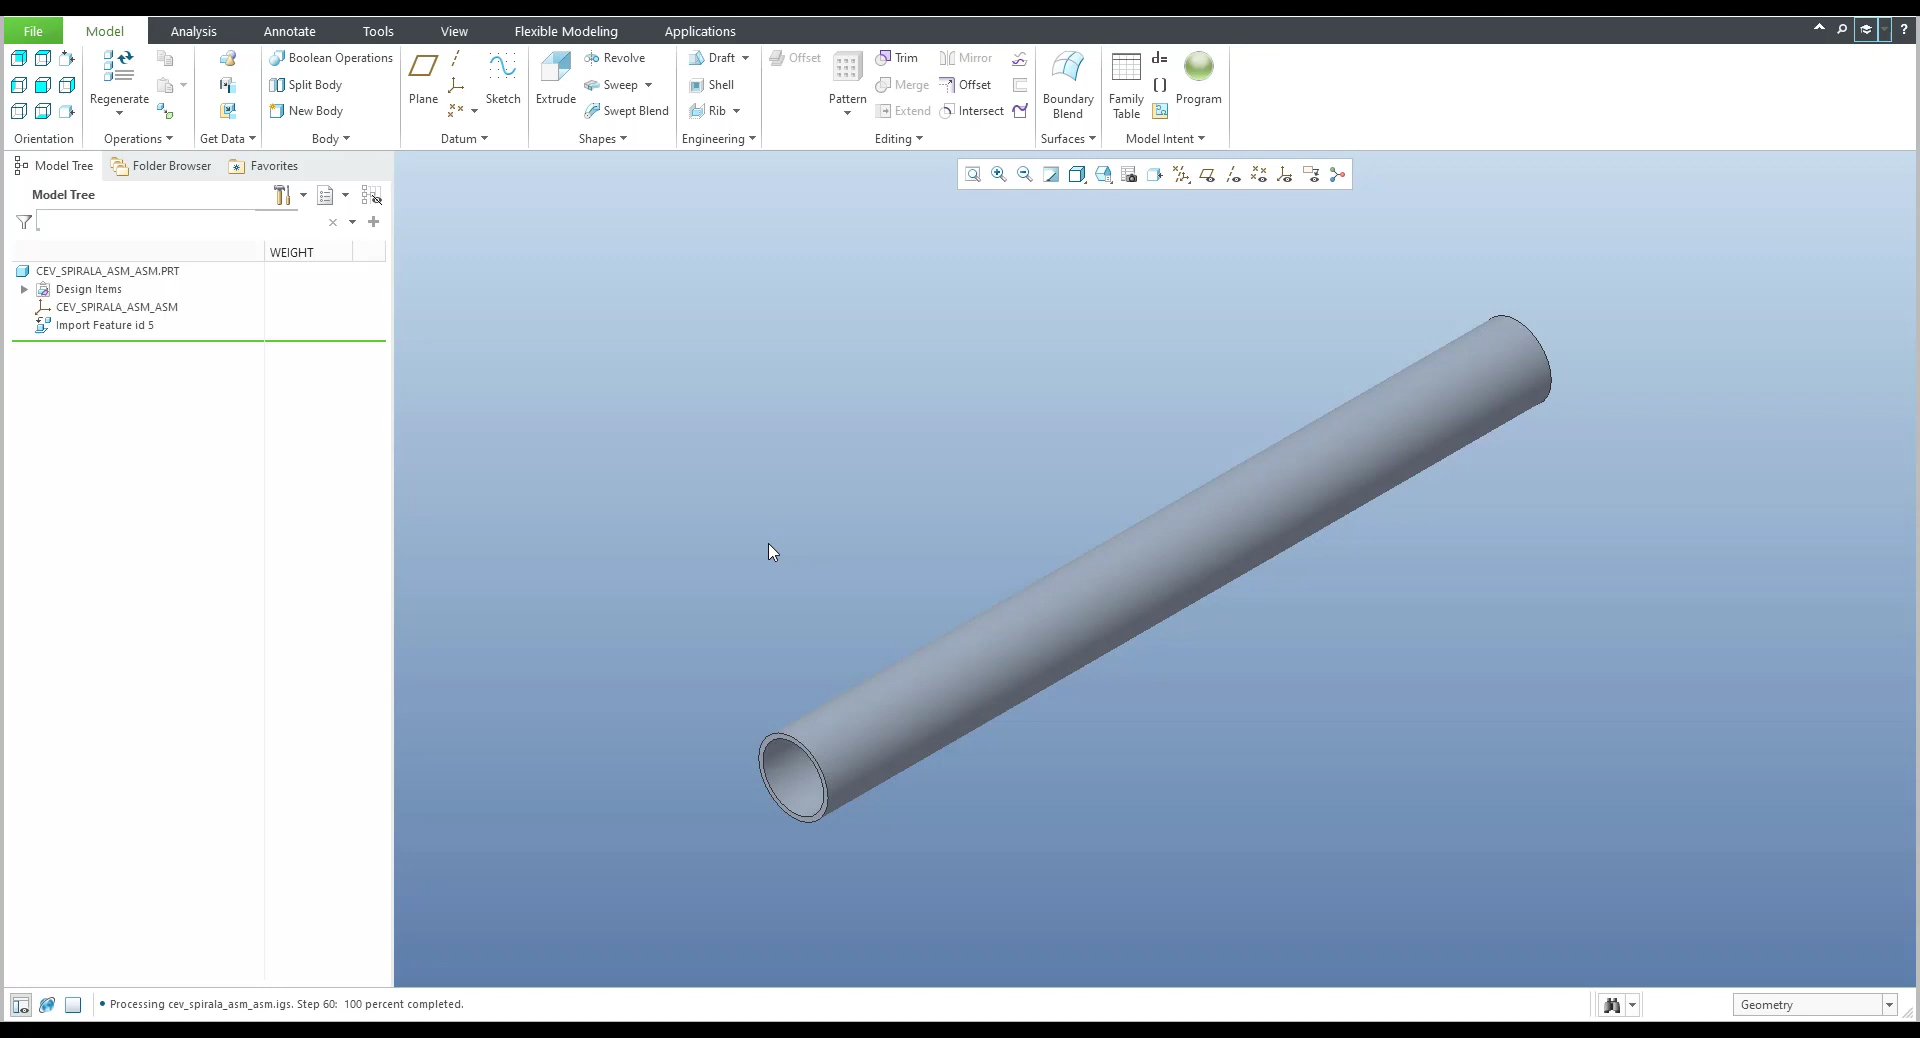 File Model Analysis Annotate Tools View Flexible Modeling Applications ?
Boolean Operations Revolve Draft Offset Trim Mirror d=
Split Body Sweep Shell Merge Offset ( )
Regenerate Plane Sketch Extrude Pattern Boundary Blend Family Table Program
New Body Swept Blend Rib Extend Intersect
Orientation Operations Get Data Body Datum Shapes Engineering Editing Surfaces Model Intent
Model Tree Folder Browser Favorites
Model Tree
WEIGHT
CEV_SPIRALA_ASM_ASM.PRT
Design Items
CEV_SPIRALA_ASM_ASM
Import Feature id 5
• Processing cev_spirala_asm_asm.igs. Step 60: 100 percent completed.
Geometry